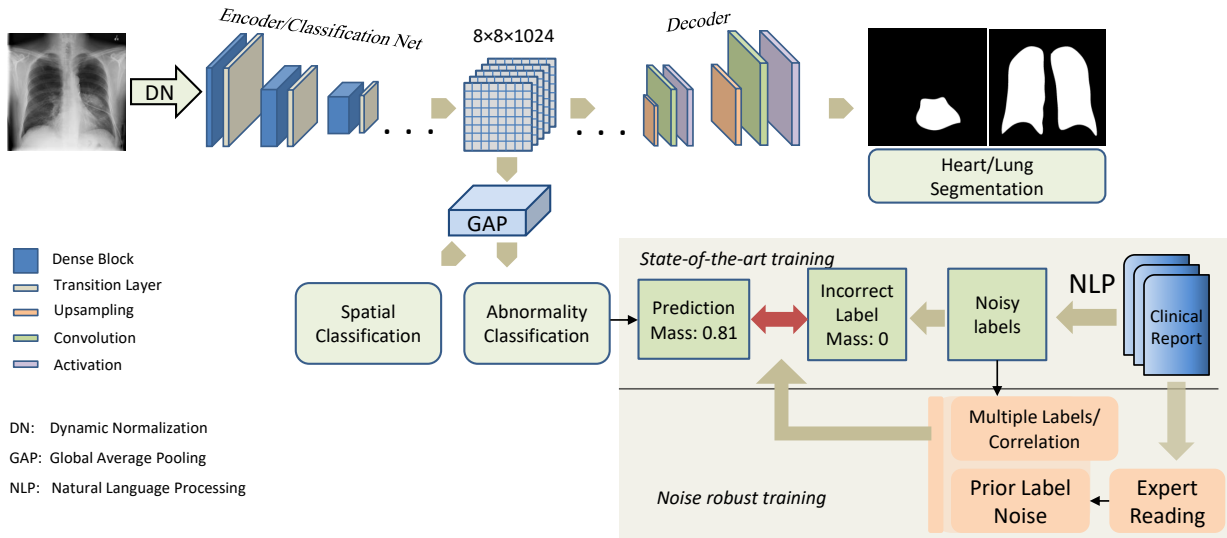 Encoder/Classification Net
8×8×1024
Decoder
DN
Heart/Lung
Segmentation
GAP
Dense Block
Transition Layer
Upsampling
Convolution
Activation
Spatial
Classification
Abnormality
Classification
State-of-the-art training
Prediction
Mass: 0.81
Incorrect
Label
Mass: 0
Noisy
labels
NLP
Clinical
Report
Multiple Labels/
Correlation
Prior Label
Noise
Expert
Reading
Noise robust training
DN: Dynamic Normalization
GAP: Global Average Pooling
NLP: Natural Language Processing